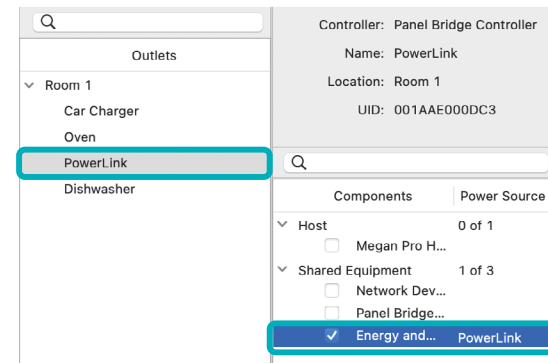 Outlets
Room 1
Car Charger
Oven
PowerLink
Dishwasher
Controller: Panel Bridge Controller
Name: PowerLink
Location: Room 1
UID: 001AAE000DC3
Components Power Source
Host 0 of 1
Megan Pro H...
Shared Equipment 1 of 3
Network Dev...
Panel Bridge...
Energy and... PowerLink